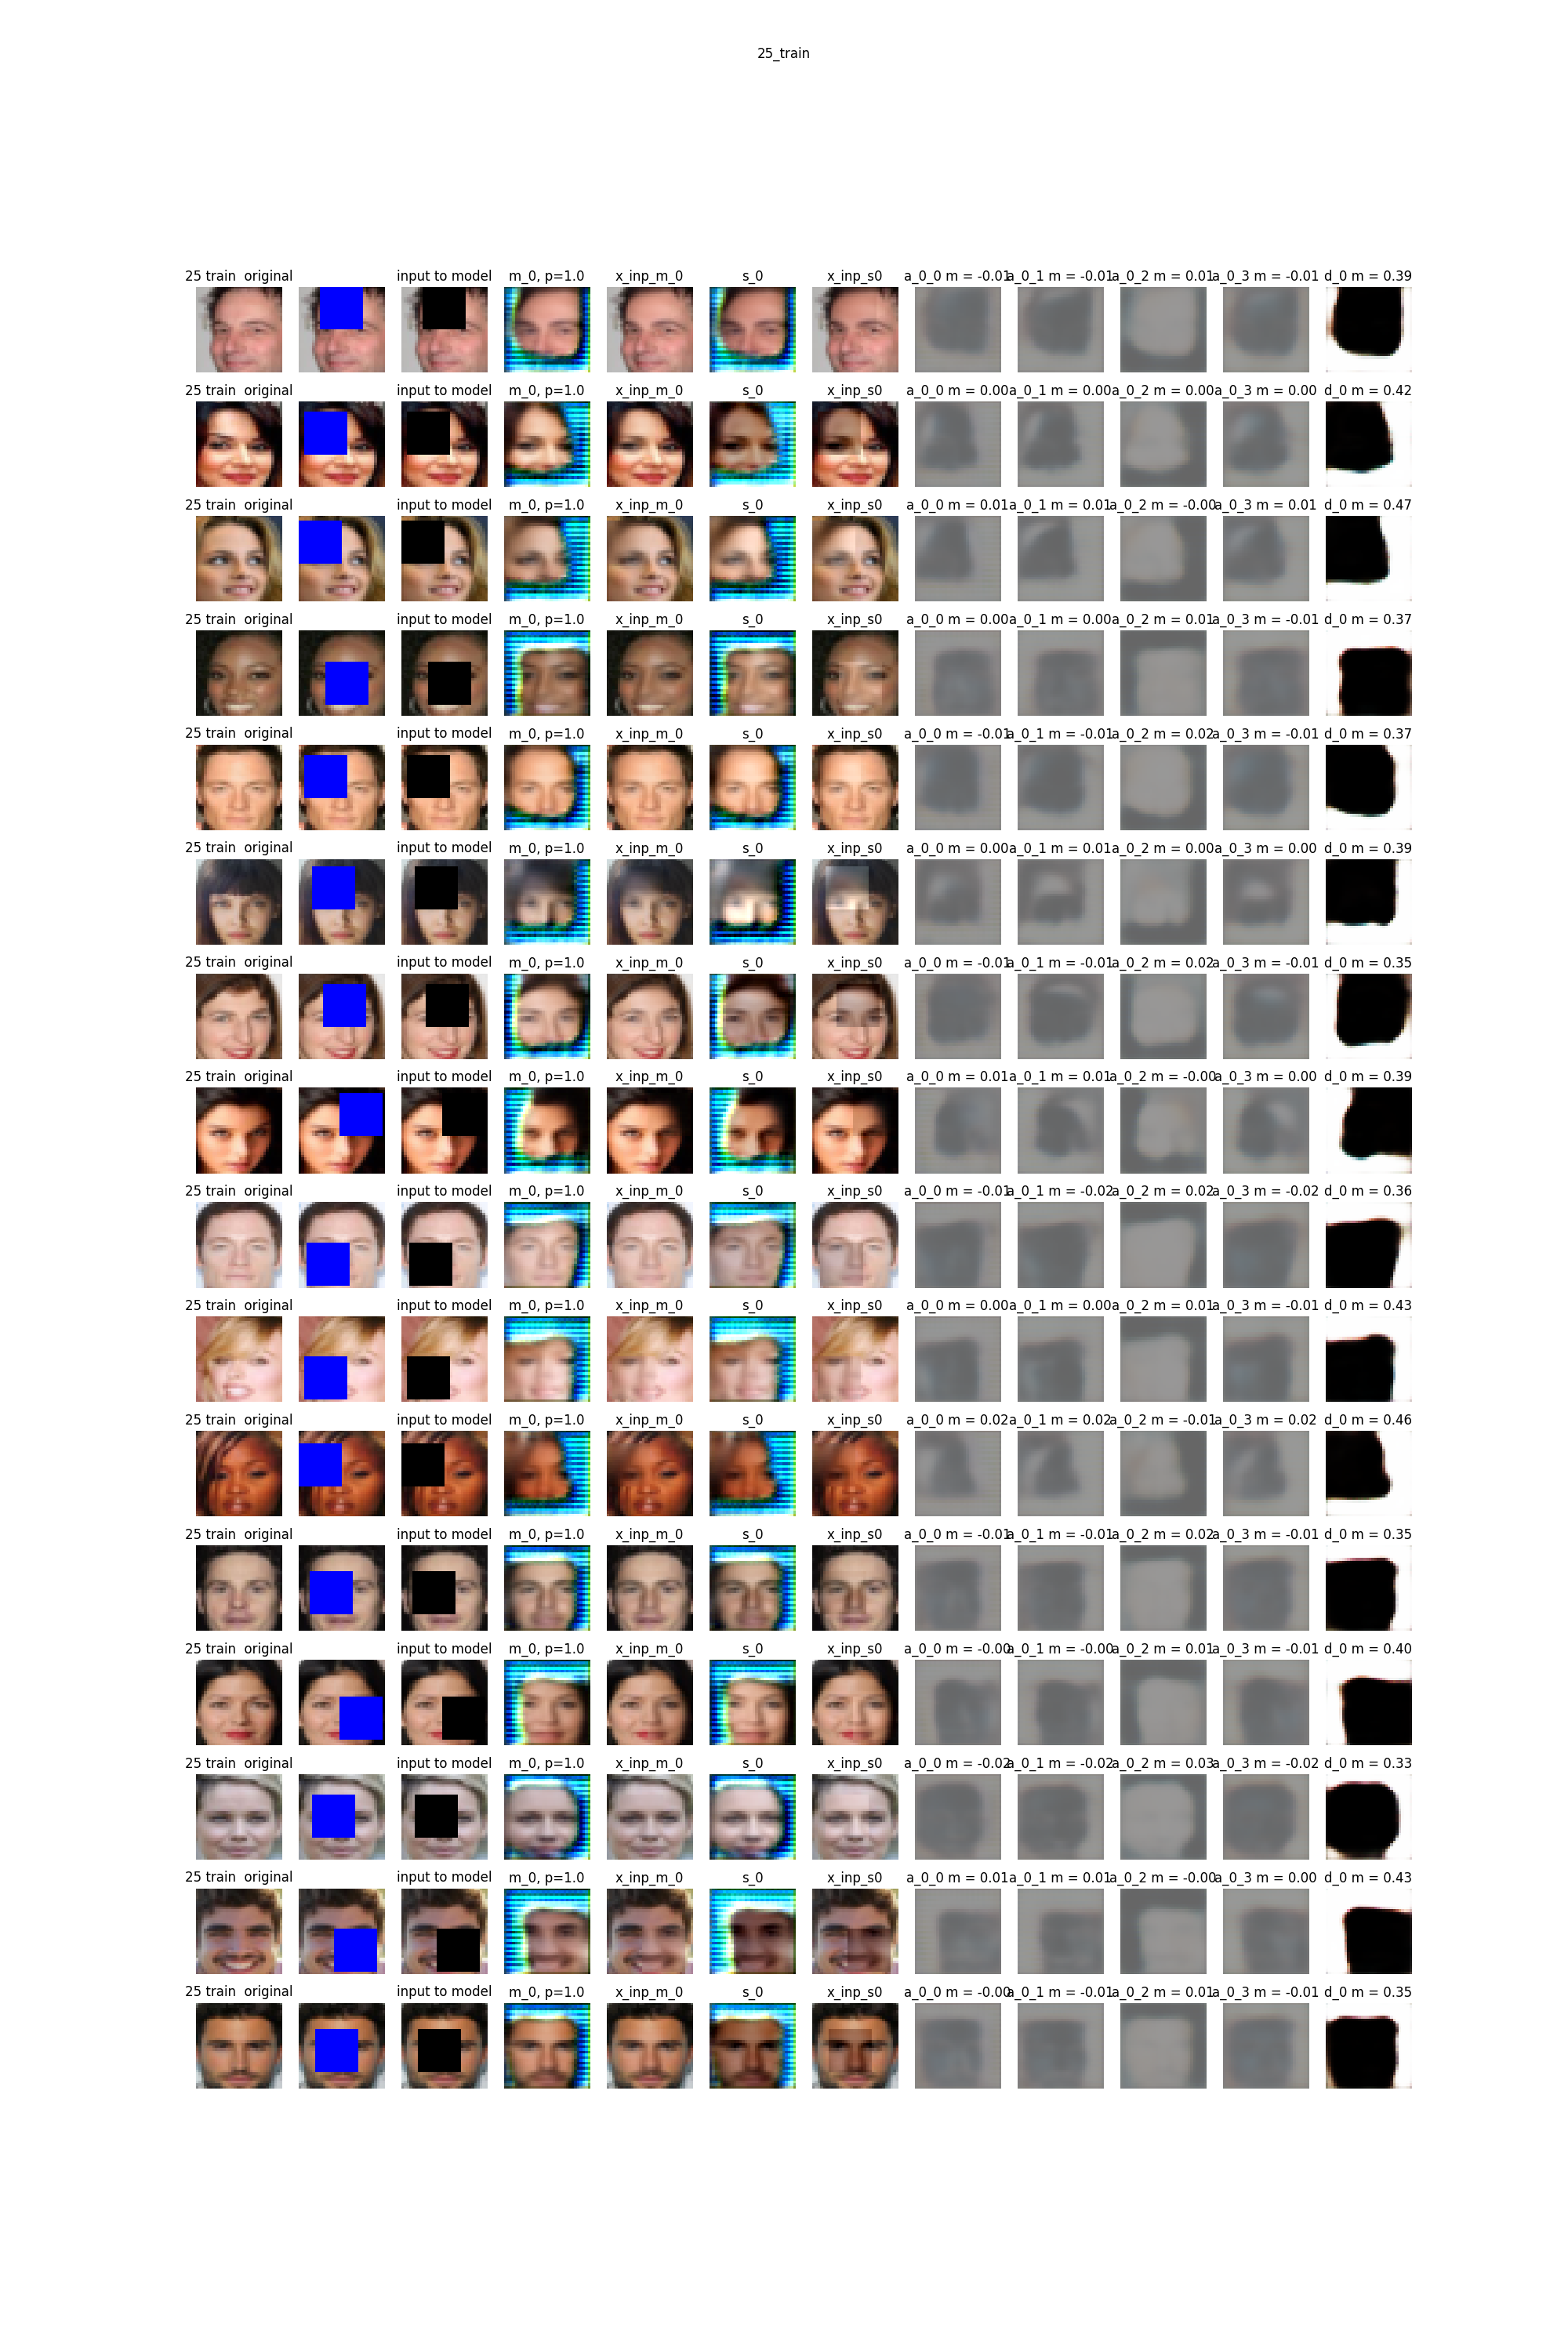 25_train
25 train original input to model m_0, p=1.0 x_inp_m_0 s_0 x_inp_s0 a_0_0 m = -0.01 a_0_1 m = -0.01 a_0_2 m = 0.01 a_0_3 m = -0.01 d_0 m = 0.39
25 train original input to model m_0, p=1.0 x_inp_m_0 s_0 x_inp_s0 a_0_0 m = 0.00 a_0_1 m = 0.00 a_0_2 m = 0.00 a_0_3 m = 0.00 d_0 m = 0.42
25 train original input to model m_0, p=1.0 x_inp_m_0 s_0 x_inp_s0 a_0_0 m = 0.01 a_0_1 m = 0.01 a_0_2 m = -0.00 a_0_3 m = 0.01 d_0 m = 0.47
25 train original input to model m_0, p=1.0 x_inp_m_0 s_0 x_inp_s0 a_0_0 m = 0.00 a_0_1 m = 0.00 a_0_2 m = 0.01 a_0_3 m = -0.01 d_0 m = 0.37
25 train original input to model m_0, p=1.0 x_inp_m_0 s_0 x_inp_s0 a_0_0 m = -0.01 a_0_1 m = -0.01 a_0_2 m = 0.02 a_0_3 m = -0.01 d_0 m = 0.37
25 train original input to model m_0, p=1.0 x_inp_m_0 s_0 x_inp_s0 a_0_0 m = 0.00 a_0_1 m = 0.01 a_0_2 m = 0.00 a_0_3 m = 0.00 d_0 m = 0.39
25 train original input to model m_0, p=1.0 x_inp_m_0 s_0 x_inp_s0 a_0_0 m = -0.01 a_0_1 m = -0.01 a_0_2 m = 0.02 a_0_3 m = -0.01 d_0 m = 0.35
25 train original input to model m_0, p=1.0 x_inp_m_0 s_0 x_inp_s0 a_0_0 m = 0.01 a_0_1 m = 0.01 a_0_2 m = -0.00 a_0_3 m = 0.00 d_0 m = 0.39
25 train original input to model m_0, p=1.0 x_inp_m_0 s_0 x_inp_s0 a_0_0 m = -0.01 a_0_1 m = -0.02 a_0_2 m = 0.02 a_0_3 m = -0.02 d_0 m = 0.36
25 train original input to model m_0, p=1.0 x_inp_m_0 s_0 x_inp_s0 a_0_0 m = 0.00 a_0_1 m = 0.00 a_0_2 m = 0.01 a_0_3 m = -0.01 d_0 m = 0.43
25 train original input to model m_0, p=1.0 x_inp_m_0 s_0 x_inp_s0 a_0_0 m = 0.02 a_0_1 m = 0.02 a_0_2 m = -0.01 a_0_3 m = 0.02 d_0 m = 0.46
25 train original input to model m_0, p=1.0 x_inp_m_0 s_0 x_inp_s0 a_0_0 m = -0.01 a_0_1 m = -0.01 a_0_2 m = 0.02 a_0_3 m = -0.01 d_0 m = 0.35
25 train original input to model m_0, p=1.0 x_inp_m_0 s_0 x_inp_s0 a_0_0 m = -0.00 a_0_1 m = -0.00 a_0_2 m = 0.01 a_0_3 m = -0.01 d_0 m = 0.40
25 train original input to model m_0, p=1.0 x_inp_m_0 s_0 x_inp_s0 a_0_0 m = -0.02 a_0_1 m = -0.02 a_0_2 m = 0.03 a_0_3 m = -0.02 d_0 m = 0.33
25 train original input to model m_0, p=1.0 x_inp_m_0 s_0 x_inp_s0 a_0_0 m = 0.01 a_0_1 m = 0.01 a_0_2 m = -0.00 a_0_3 m = 0.00 d_0 m = 0.43
25 train original input to model m_0, p=1.0 x_inp_m_0 s_0 x_inp_s0 a_0_0 m = -0.00 a_0_1 m = -0.01 a_0_2 m = 0.01 a_0_3 m = -0.01 d_0 m = 0.35